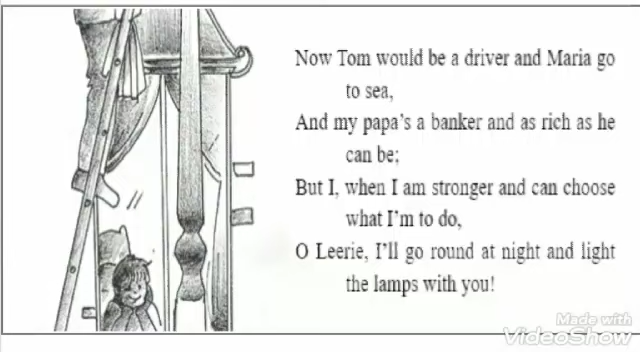 Now Tom would be a driver and Maria go
to sea,
And my papa's a banker and as rich as he
can be;
But I, when I am stronger and can choose
what I'm to do,
O Leerie, I'll go round at night and light
the lamps with you!
Made with
VideoShow